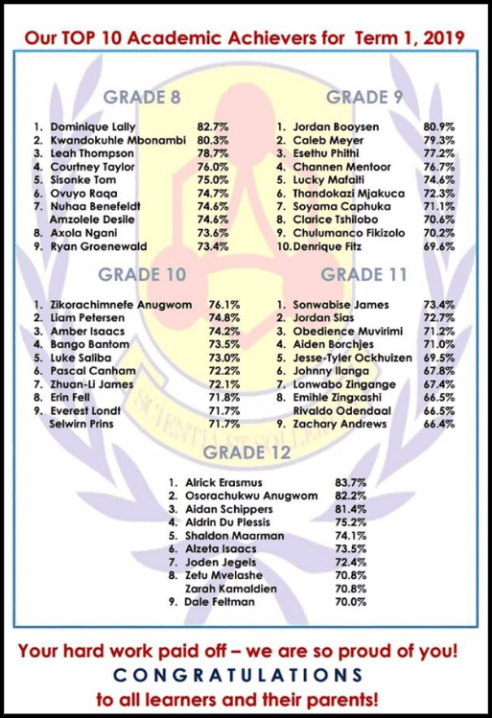 Our TOP 10 Academic Achievers for Term 1, 2019
GRADE 8
1. Dominique Lally 82.7%
2. Kwandokuhle Mbonambi 80.3%
3. Leah Thompson 78.7%
4. Courtney Taylor 76.0%
5. Sisonke Tom 75.0%
6. Ovuyo Raqa 74.7%
7. Nuhaa Benefeldt 74.6%
Amzolele Desile 74.6%
8. Axola Ngani 73.6%
9. Ryan Groenewald 73.4%
GRADE 9
1. Jordan Booysen 80.9%
2. Caleb Meyer 79.3%
3. Esethu Phithi 77.2%
4. Channen Mentoor 76.7%
5. Lucky Mafaiti 74.6%
6. Thandokazi Mjakuca 72.3%
7. Soyama Caphuka 71.1%
8. Clarice Tshilobo 70.6%
9. Chulumanco Fikizolo 70.2%
10. Denrique Fitz 69.6%
GRADE 10
1. Zikorachimnefe Anugwom 76.1%
2. Liam Petersen 74.8%
3. Amber Isaacs 74.2%
4. Bango Bantom 73.5%
5. Luke Saliba 73.0%
6. Pascal Canham 72.2%
7. Zhuan-Li James 72.1%
8. Erin Fell 71.8%
9. Everest Londt 71.7%
Selwirn Prins 71.7%
GRADE 11
1. Sonwabise James 73.4%
2. Jordan Sias 72.7%
3. Obedience Muvirimi 71.2%
4. Aiden Borchjes 71.0%
5. Jesse-Tyler Ockhuizen 69.5%
6. Johnny Ilanga 67.8%
7. Lonwabo Zingange 67.4%
8. Emihle Zingxashi 66.5%
Rivaldo Odendaal 66.5%
9. Zachary Andrews 66.4%
GRADE 12
1. Alrick Erasmus 83.7%
2. Osorachukwu Anugwom 82.2%
3. Aidan Schippers 81.4%
4. Aldrin Du Plessis 75.2%
5. Shaldon Maarman 74.1%
6. Alzeta Isaacs 73.5%
7. Joden Jegels 72.4%
8. Zetu Mvelashe 70.8%
Zarah Kamaldien 70.8%
9. Dale Feltman 70.0%
Your hard work paid off – we are so proud of you!
CONGRATULATIONS
to all learners and their parents!